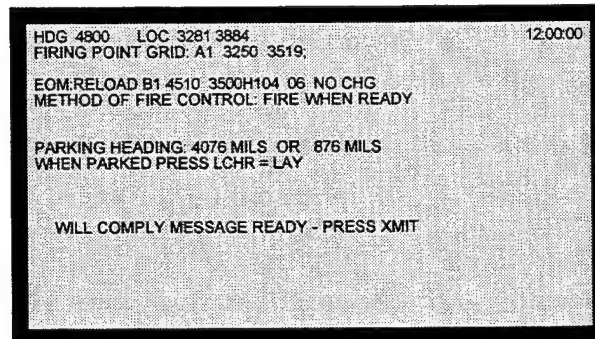 HDG 4800 LOC 3281 3884 12:00:00
FIRING POINT GRID: A1 3250 3519;
EOM:RELOAD B1 4510 3500H104 06 NO CHG
METHOD OF FIRE CONTROL: FIRE WHEN READY
PARKING HEADING: 4076 MILS OR 876 MILS
WHEN PARKED PRESS LCHR = LAY
WILL COMPLY MESSAGE READY - PRESS XMIT